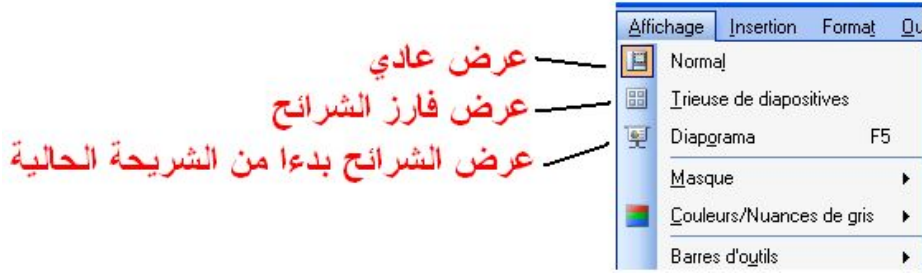 Affichage Insertion Format Ou
عرض عادي Normal
عرض فارز الشرائح Trieuse de diapositives
عرض الشرائح بدءا من الشريحة الحالية Diaporama F5
Masque
Couleurs/Nuances de gris
Barres d'outils